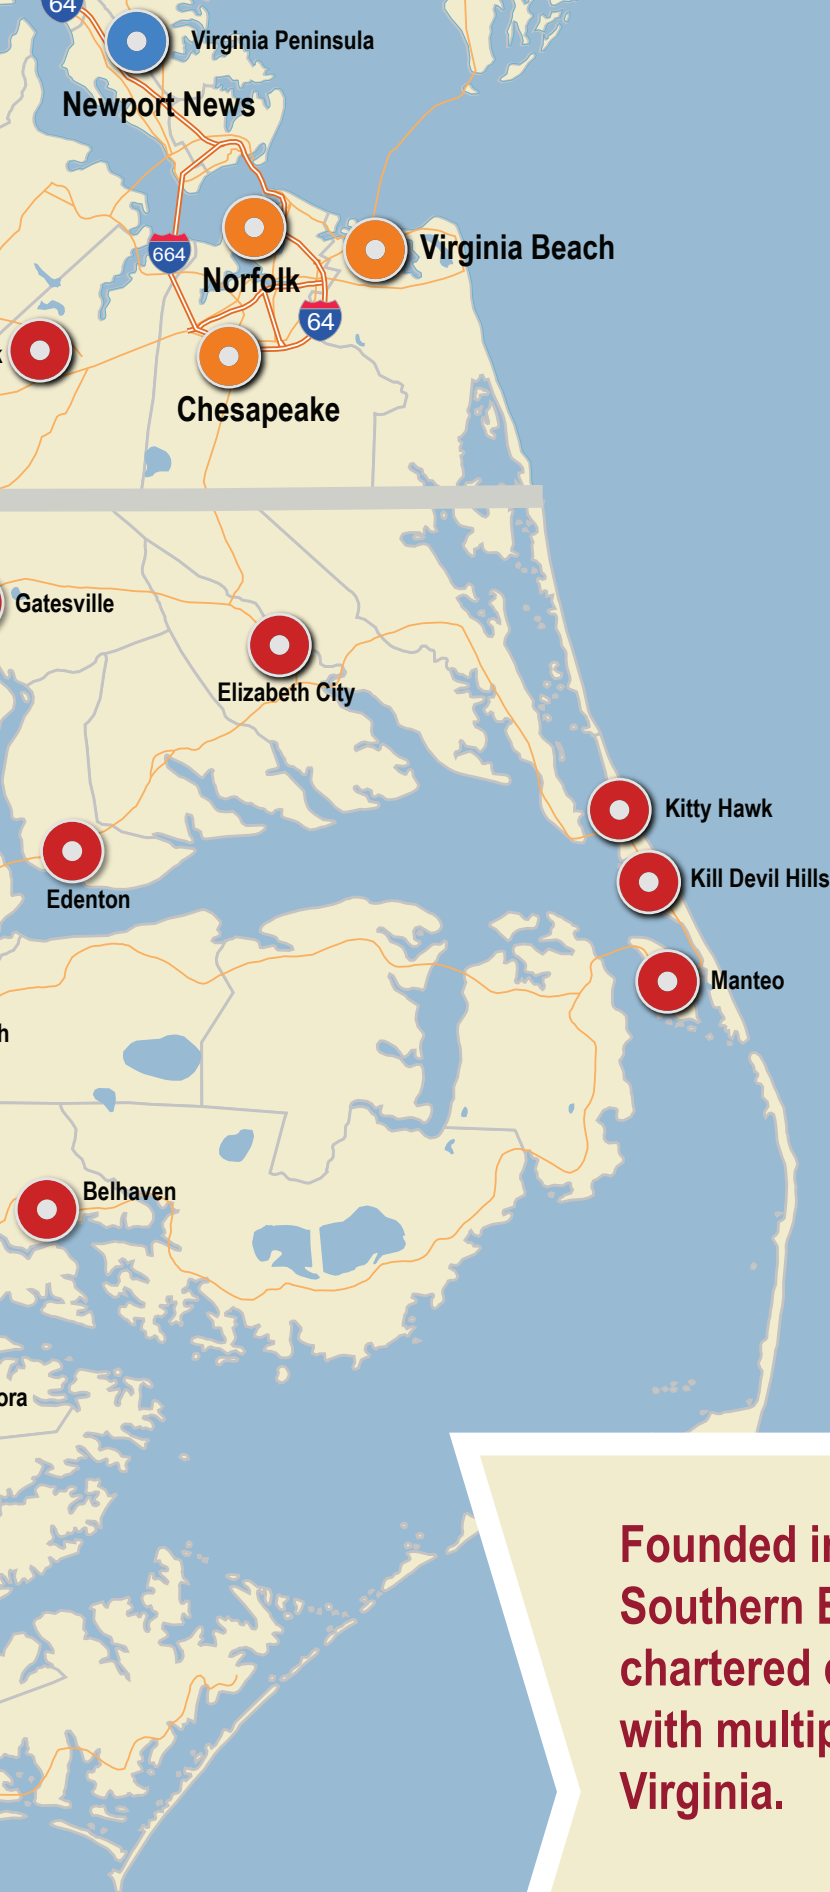 64
Virginia Peninsula
Newport News
Virginia Beach
664
Norfolk
64
Chesapeake
Gatesville
Elizabeth City
Kitty Hawk
Kill Devil Hills
Edenton
Manteo
Belhaven
Founded
Southern
chartered
with
Virginia.